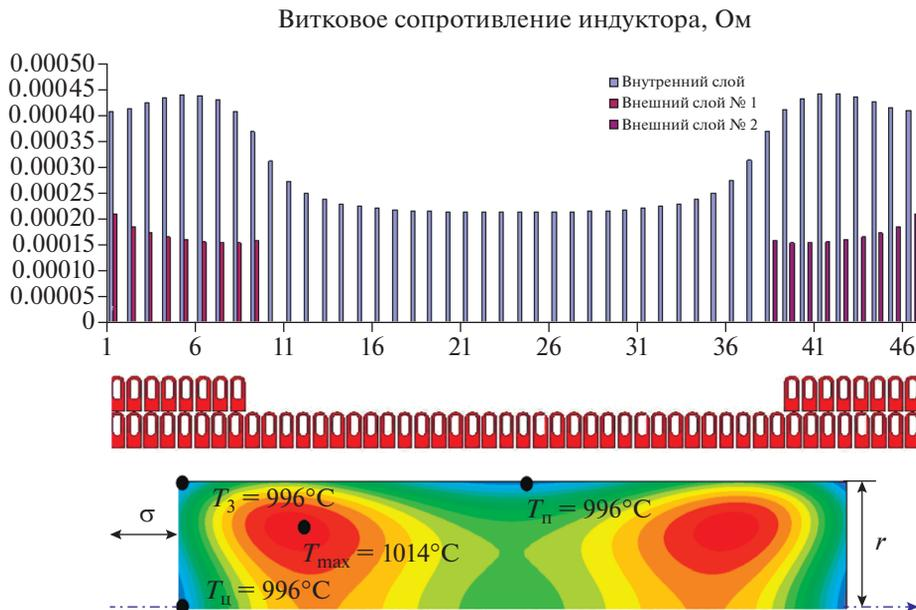 Витковое сопротивление индуктора, Ом
0.00050
0.00045
0.00040
0.00035
0.00030
0.00025
0.00020
0.00015
0.00010
0.00005
0
Внутренний слой
Внешний слой № 1
Внешний слой № 2
1 6 11 16 21 26 31 36 41 46
σ
T3 = 996°C
Tmax = 1014°C
Tц = 996°C
Tп = 996°C
r